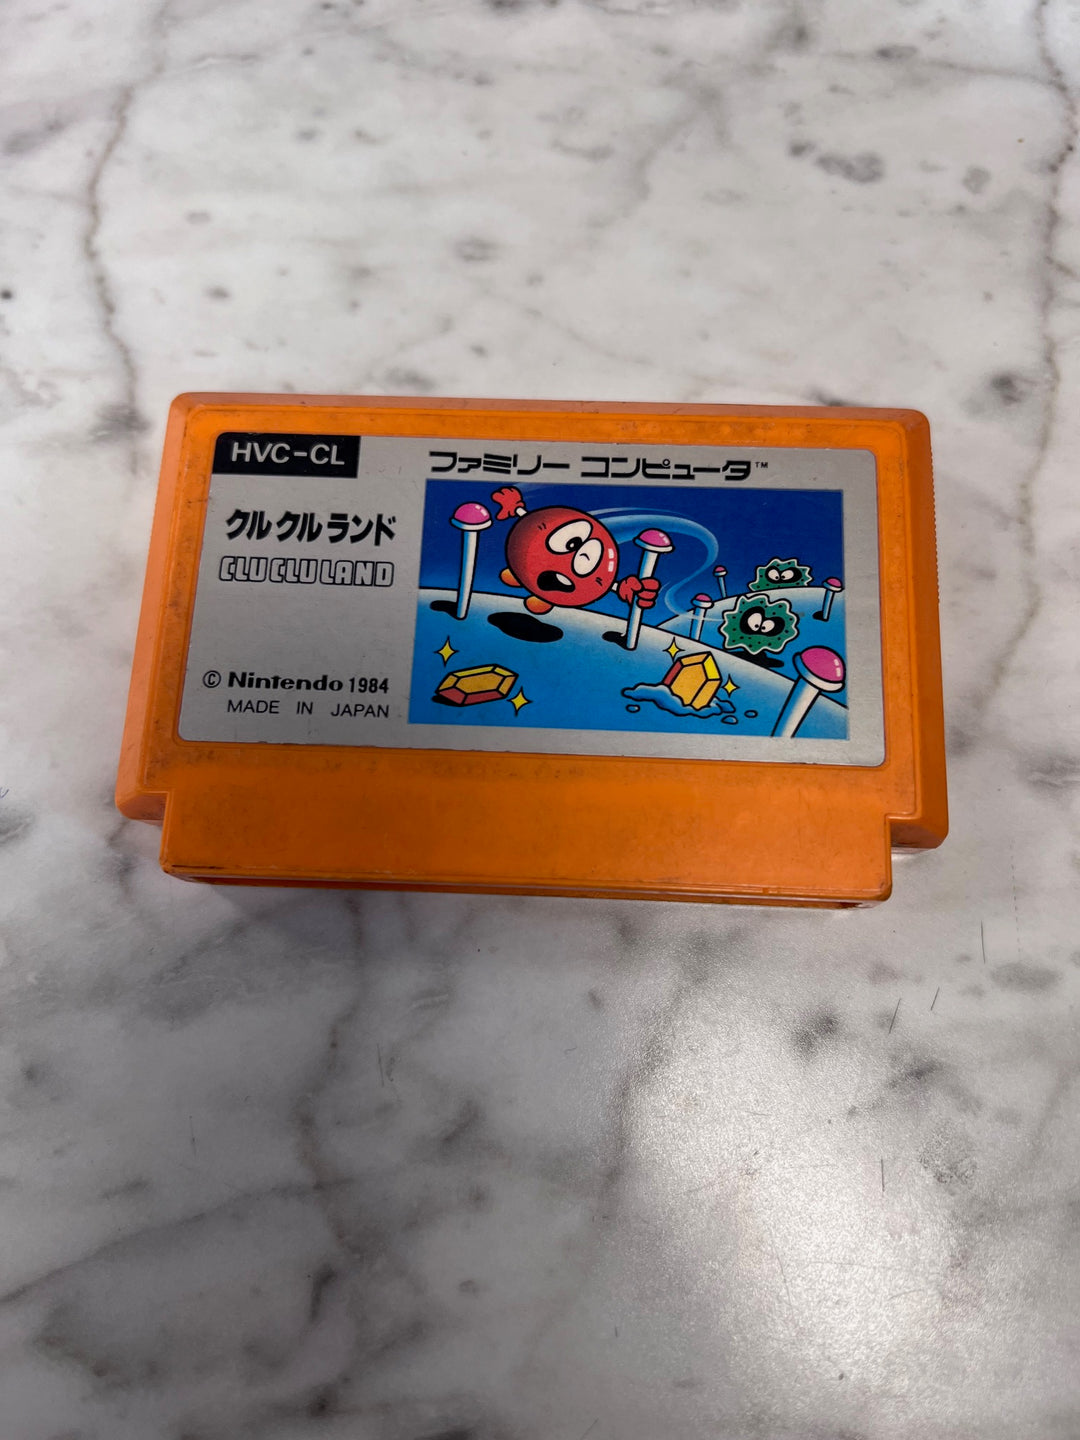 HVC-CL
ファミリー コンピュータ™
クルクルランド
CLU CLU LAND
© Nintendo 1984
MADE IN JAPAN